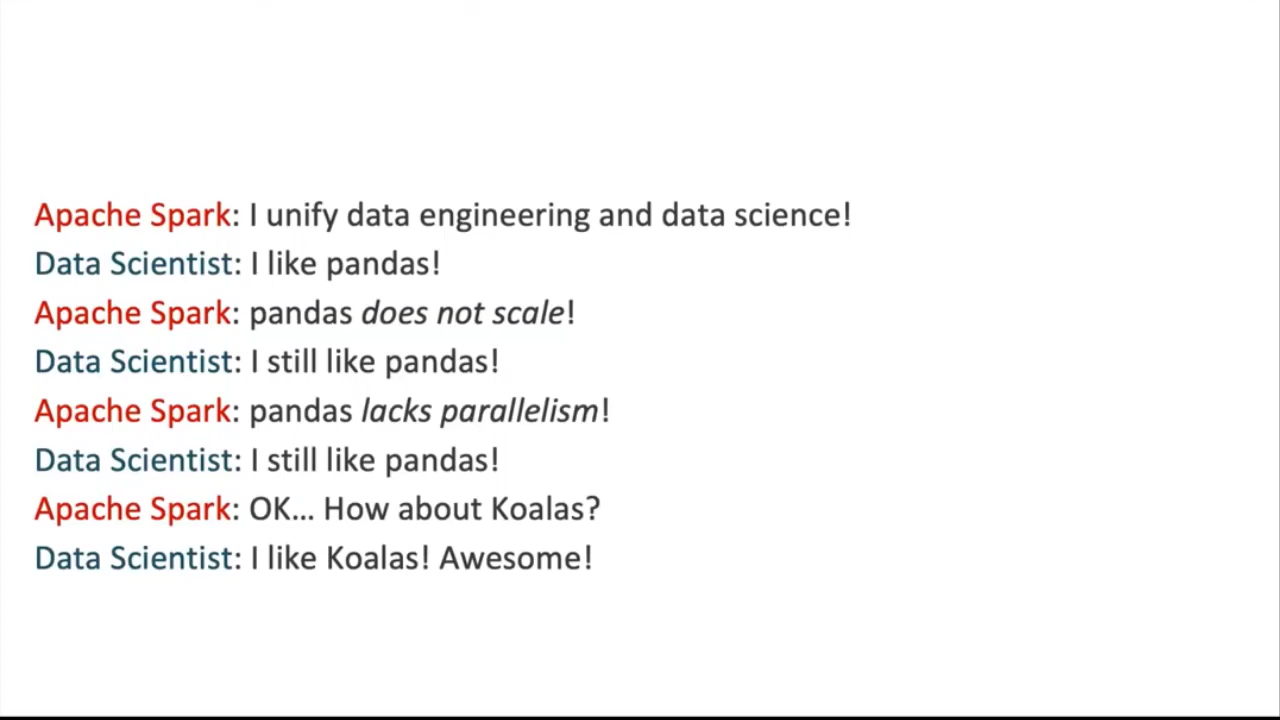 Apache Spark: I unify data engineering and data science!
Data Scientist: I like pandas!
Apache Spark: pandas does not scale!
Data Scientist: I still like pandas!
Apache Spark: pandas lacks parallelism!
Data Scientist: I still like pandas!
Apache Spark: OK… How about Koalas?
Data Scientist: I like Koalas! Awesome!